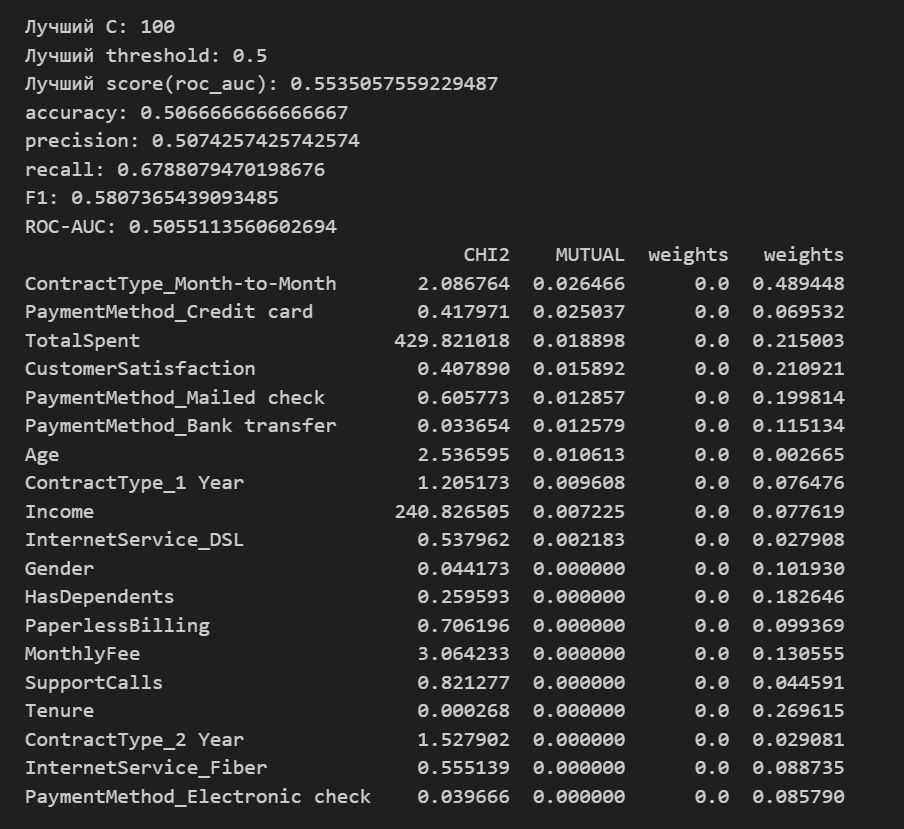 Лучший C: 100
Лучший threshold: 0.5
Лучший score(roc_auc): 0.5535057559229487
accuracy: 0.5066666666666667
precision: 0.5074257425742574
recall: 0.6788079470198676
F1: 0.5807365439093485
ROC-AUC: 0.5055113560602694
CHI2 MUTUAL weights weights
ContractType_Month-to-Month 2.086764 0.026466 0.0 0.489448
PaymentMethod_Credit card 0.417971 0.025037 0.0 0.069532
TotalSpent 429.821018 0.018898 0.0 0.215003
CustomerSatisfaction 0.407890 0.015892 0.0 0.210921
PaymentMethod_Mailed check 0.605773 0.012857 0.0 0.199814
PaymentMethod_Bank transfer 0.033654 0.012579 0.0 0.115134
Age 2.536595 0.010613 0.0 0.002665
ContractType_1 Year 1.205173 0.009608 0.0 0.076476
Income 240.826505 0.007225 0.0 0.077619
InternetService_DSL 0.537962 0.002183 0.0 0.027908
Gender 0.044173 0.000000 0.0 0.101930
HasDependents 0.259593 0.000000 0.0 0.182646
PaperlessBilling 0.706196 0.000000 0.0 0.099369
MonthlyFee 3.064233 0.000000 0.0 0.130555
SupportCalls 0.821277 0.000000 0.0 0.044591
Tenure 0.000268 0.000000 0.0 0.269615
ContractType_2 Year 1.527902 0.000000 0.0 0.029081
InternetService_Fiber 0.555139 0.000000 0.0 0.088735
PaymentMethod_Electronic check 0.039666 0.000000 0.0 0.085790